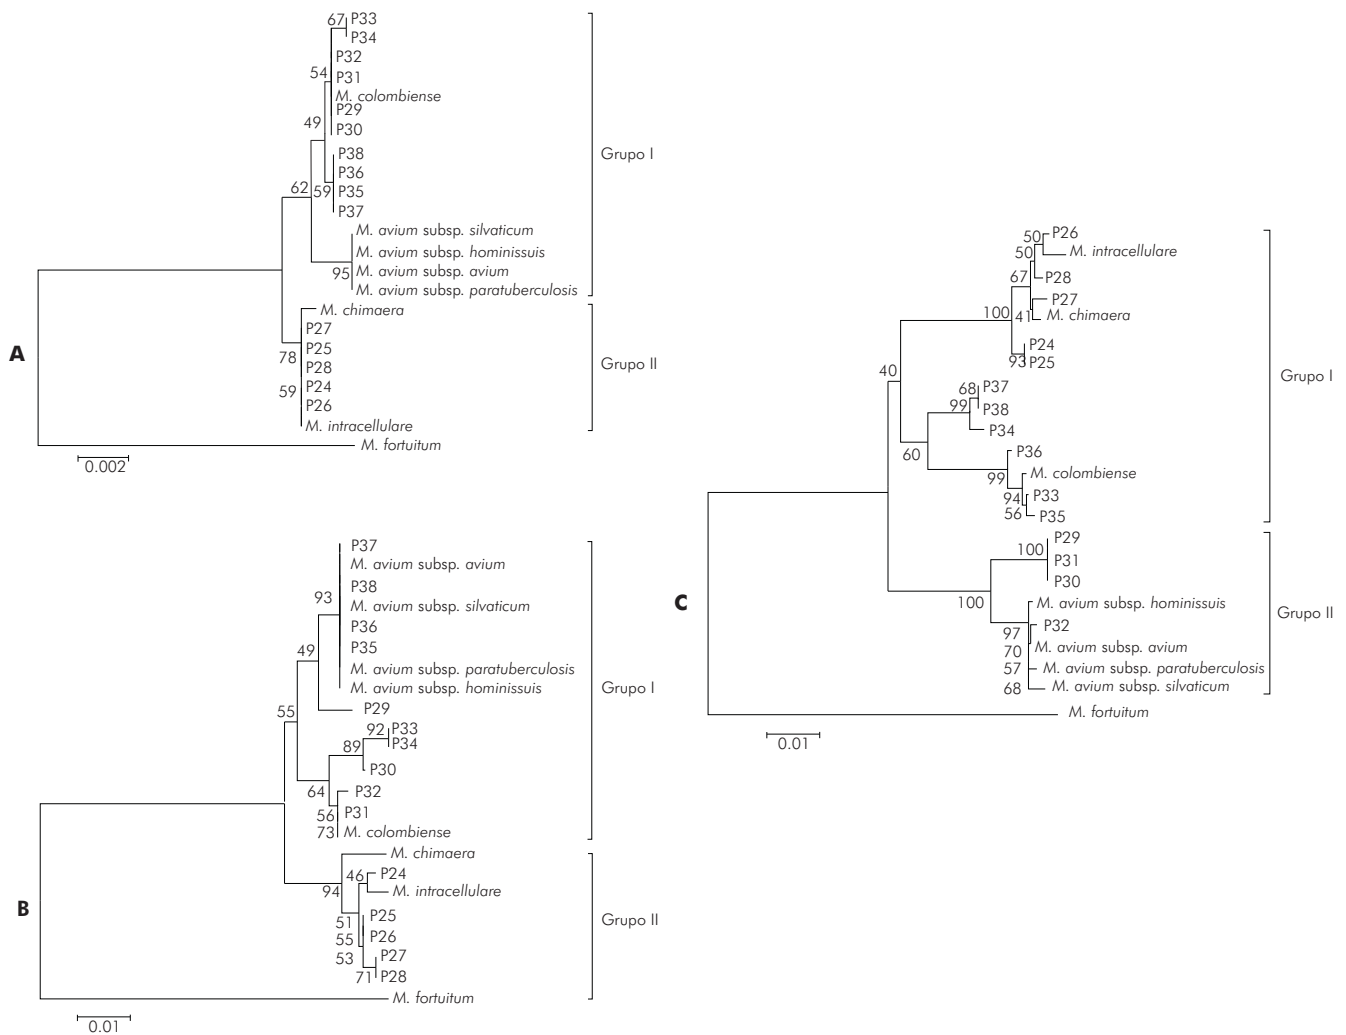 67
P33
P34
P32
54
P31
M. colombiense
P29
49
P30
P38
Grupo I
P36
62
59
P35
P37
M. avium subsp. silvaticum
M. avium subsp. hominissuis
95
M. avium subsp. avium
M. avium subsp. paratuberculosis
M. chimaera
P27
A
P25
78
P28
Grupo II
59
P24
P26
M. intracellulare
M. fortuitum
0.002
P37
M. avium subsp. avium
P38
93
M. avium subsp. silvaticum
P36
49
P35
M. avium subsp. paratuberculosis
M. avium subsp. hominissuis
Grupo I
55
P29
92
P33
89
P34
P30
64
P32
56
P31
73
M. colombiense
M. chimaera
46
P24
94
M. intracellulare
B
51
P25
Grupo II
55
P26
53
P27
71
P28
M. fortuitum
0.01
50
P26
50
M. intracellulare
67
P28
P27
100
41
M. chimaera
P24
93
P25
40
Grupo I
68
P37
99
P38
P34
60
P36
99
M. colombiense
94
P33
56
P35
P29
100
P31
P30
C
100
M. avium subsp. hominissuis
Grupo II
97
P32
70
M. avium subsp. avium
57
M. avium subsp. paratuberculosis
68
M. avium subsp. silvaticum
M. fortuitum
0.01